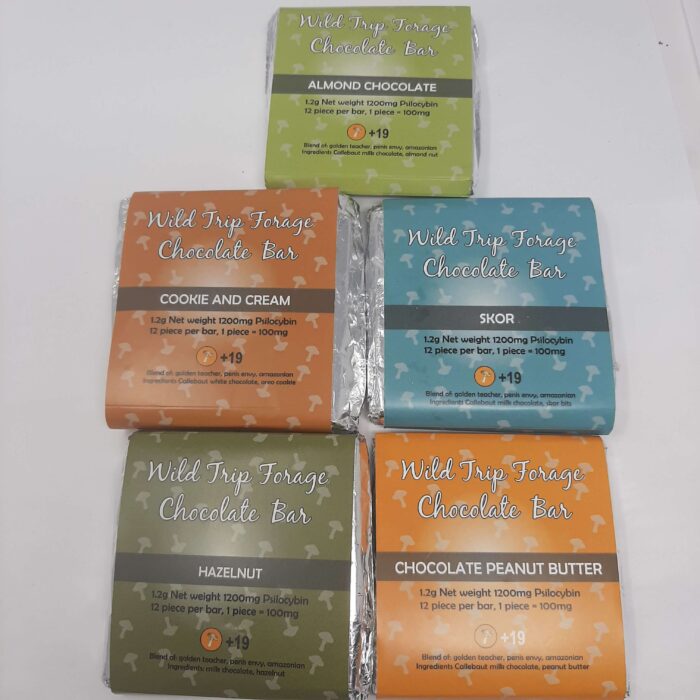 Wild Trip Forage
Chocolate Bar
ALMOND CHOCOLATE
1.2g Net weight 1200mg Psilocybin
12 piece per bar, 1 piece = 100mg
+19
Blend of: golden teacher, penis envy, amazonian
Ingredients Callebaut milk chocolate, almond nut
Wild Trip Forage
Chocolate Bar
COOKIE AND CREAM
1.2g Net weight 1200mg Psilocybin
12 piece per bar, 1 piece = 100mg
+19
Blend of: golden teacher, penis envy, amazonian
Ingredients Callebaut white chocolate, oreo cookie
Wild Trip Forage
Chocolate Bar
SKOR
1.2g Net weight 1200mg Psilocybin
12 piece per bar, 1 piece = 100mg
+19
Blend of: golden teacher, penis envy, amazonian
Ingredients Callebaut milk chocolate, skor bits
Wild Trip Forage
Chocolate Bar
HAZELNUT
1.2g Net weight 1200mg Psilocybin
12 piece per bar, 1 piece = 100mg
+19
Blend of: golden teacher, penis envy, amazonian
Ingredients: milk chocolate, hazelnut
Wild Trip Forage
Chocolate Bar
CHOCOLATE PEANUT BUTTER
1.2g Net weight 1200mg Psilocybin
12 piece per bar, 1 piece = 100mg
+19
Blend of: golden teacher, penis envy, amazonian
Ingredients: Callebaut milk chocolate, peanut butter